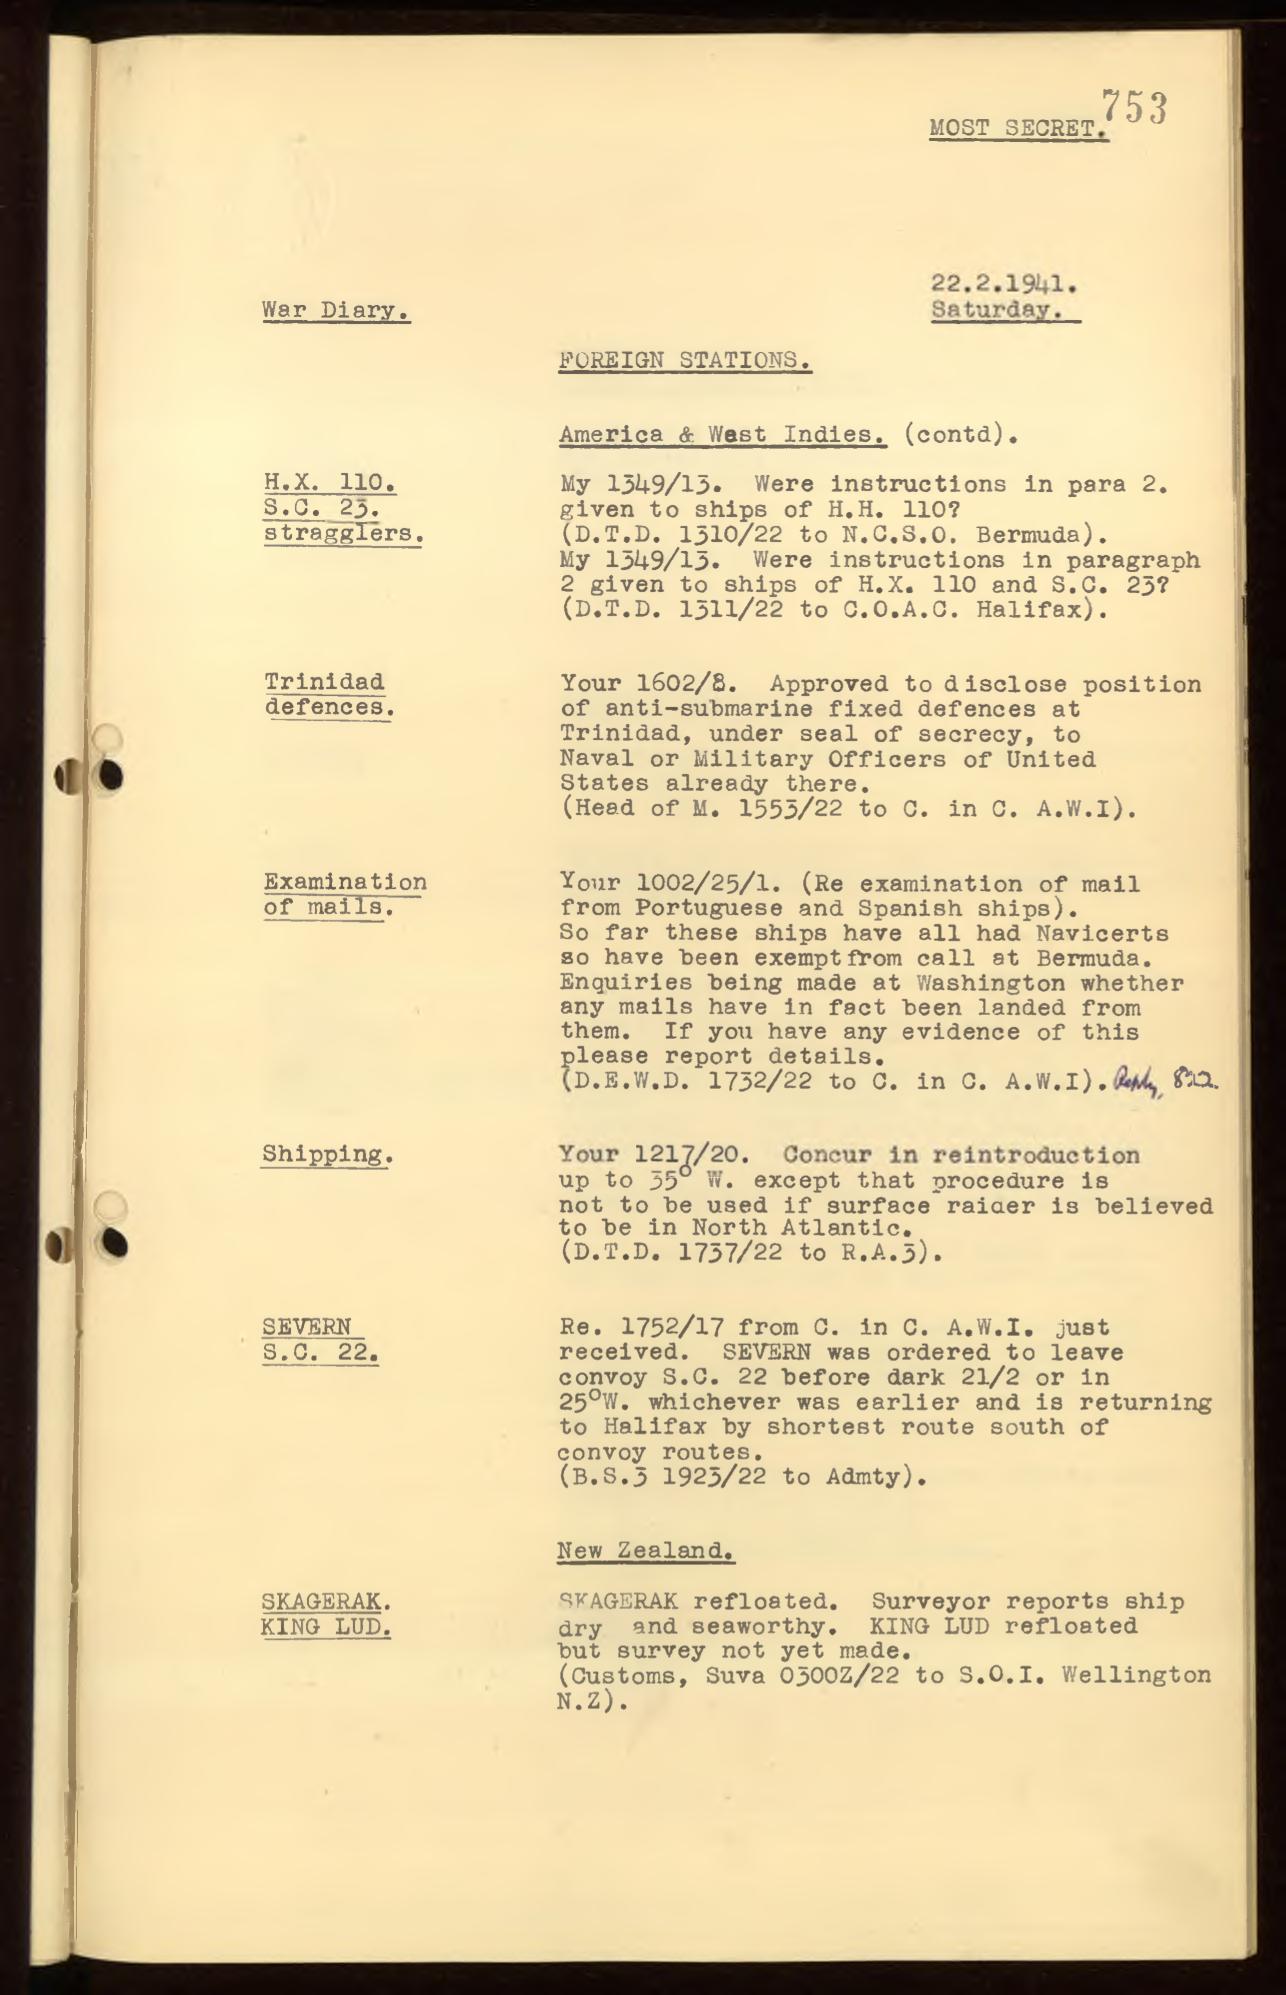 753
MOST SECRET.
22.2.1941.
War Diary.
Saturday.
FOREIGN STATIONS.
America & West Indies. (contd).
H.X. 110.
S.C. 23.
stragglers.
My 1349/13. Were instructions in para 2.
given to ships of H.H. 110?
(D.T.D. 1310/22 to N.C.S.O. Bermuda).
My 1349/13. Were instructions in paragraph
2 given to ships of H.X. 110 and S.C. 23?
(D.T.D. 1311/22 to C.O.A.C. Halifax).
Trinidad
defences.
Your 1602/8. Approved to disclose position
of anti-submarine fixed defences at
Trinidad, under seal of secrecy, to
Naval or Military Officers of United
States already there.
(Head of M. 1553/22 to C. in C. A.W.I).
Examination
of mails.
Your 1002/25/1. (Re examination of mail
from Portuguese and Spanish ships).
So far these ships have all had Navicerts
so have been exempt from call at Bermuda.
Enquiries being made at Washington whether
any mails have in fact been landed from
them. If you have any evidence of this
please report details.
(D.E.W.D. 1732/22 to C. in C. A.W.I). Reply,
Shipping.
Your 1217/20. Concur in reintroduction
up to 35° W. except that procedure is
not to be used if surface raider is believed
to be in North Atlantic.
(D.T.D. 1737/22 to R.A.3).
SEVERN
S.C. 22.
Re. 1752/17 from C. in C. A.W.I. just
received. SEVERN was ordered to leave
convoy S.C. 22 before dark 21/2 or in
25°W. whichever was earlier and is returning
to Halifax by shortest route south of
convoy routes.
(B.S.3 1923/22 to Admty).
New Zealand.
SKAGERAK.
KING LUD.
SKAGERAK refloated. Surveyor reports ship
dry and seaworthy. KING LUD refloated
but survey not yet made.
(Customs, Suva 0300Z/22 to S.O.I. Wellington
N.Z).